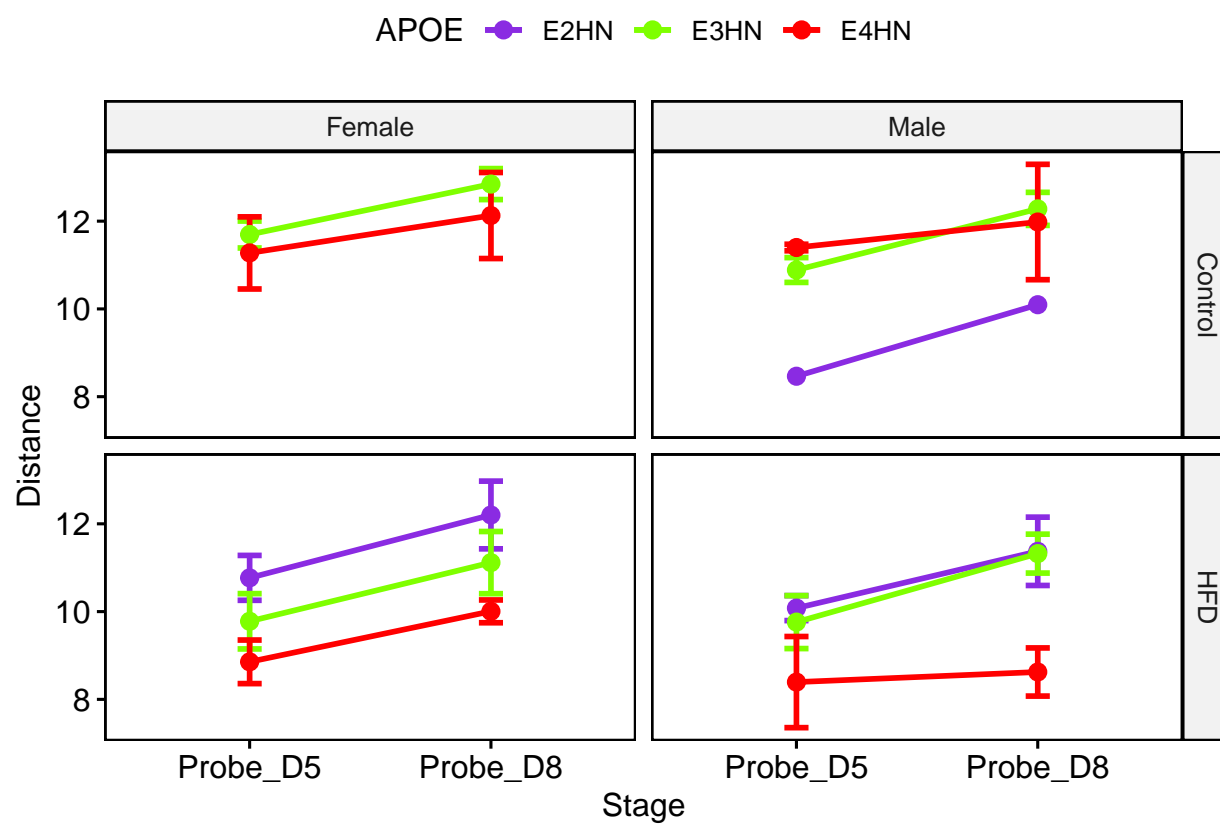 APOE E2HN E3HN E4HN
Female Male
Control
HFD
12
10
8
12
10
8
Distance
Probe_D5 Probe_D8 Probe_D5 Probe_D8
Stage